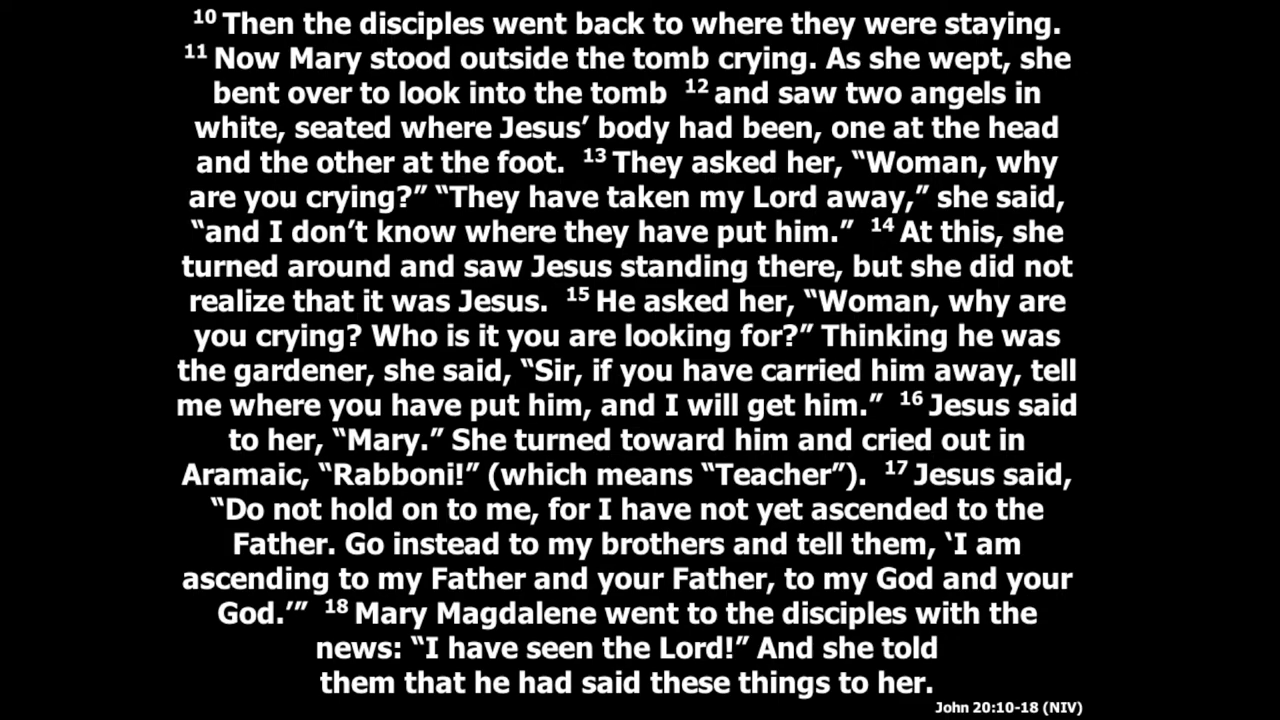 10 Then the disciples went back to where they were staying.
11 Now Mary stood outside the tomb crying. As she wept, she
bent over to look into the tomb 12 and saw two angels in
white, seated where Jesus’ body had been, one at the head
and the other at the foot. 13 They asked her, “Woman, why
are you crying?” “They have taken my Lord away,” she said,
“and I don’t know where they have put him.” 14 At this, she
turned around and saw Jesus standing there, but she did not
realize that it was Jesus. 15 He asked her, “Woman, why are
you crying? Who is it you are looking for?” Thinking he was
the gardener, she said, “Sir, if you have carried him away, tell
me where you have put him, and I will get him.” 16 Jesus said
to her, “Mary.” She turned toward him and cried out in
Aramaic, “Rabboni!” (which means “Teacher”). 17 Jesus said,
“Do not hold on to me, for I have not yet ascended to the
Father. Go instead to my brothers and tell them, ‘I am
ascending to my Father and your Father, to my God and your
God.’” 18 Mary Magdalene went to the disciples with the
news: “I have seen the Lord!” And she told
them that he had said these things to her.
John 20:10-18 (NIV)